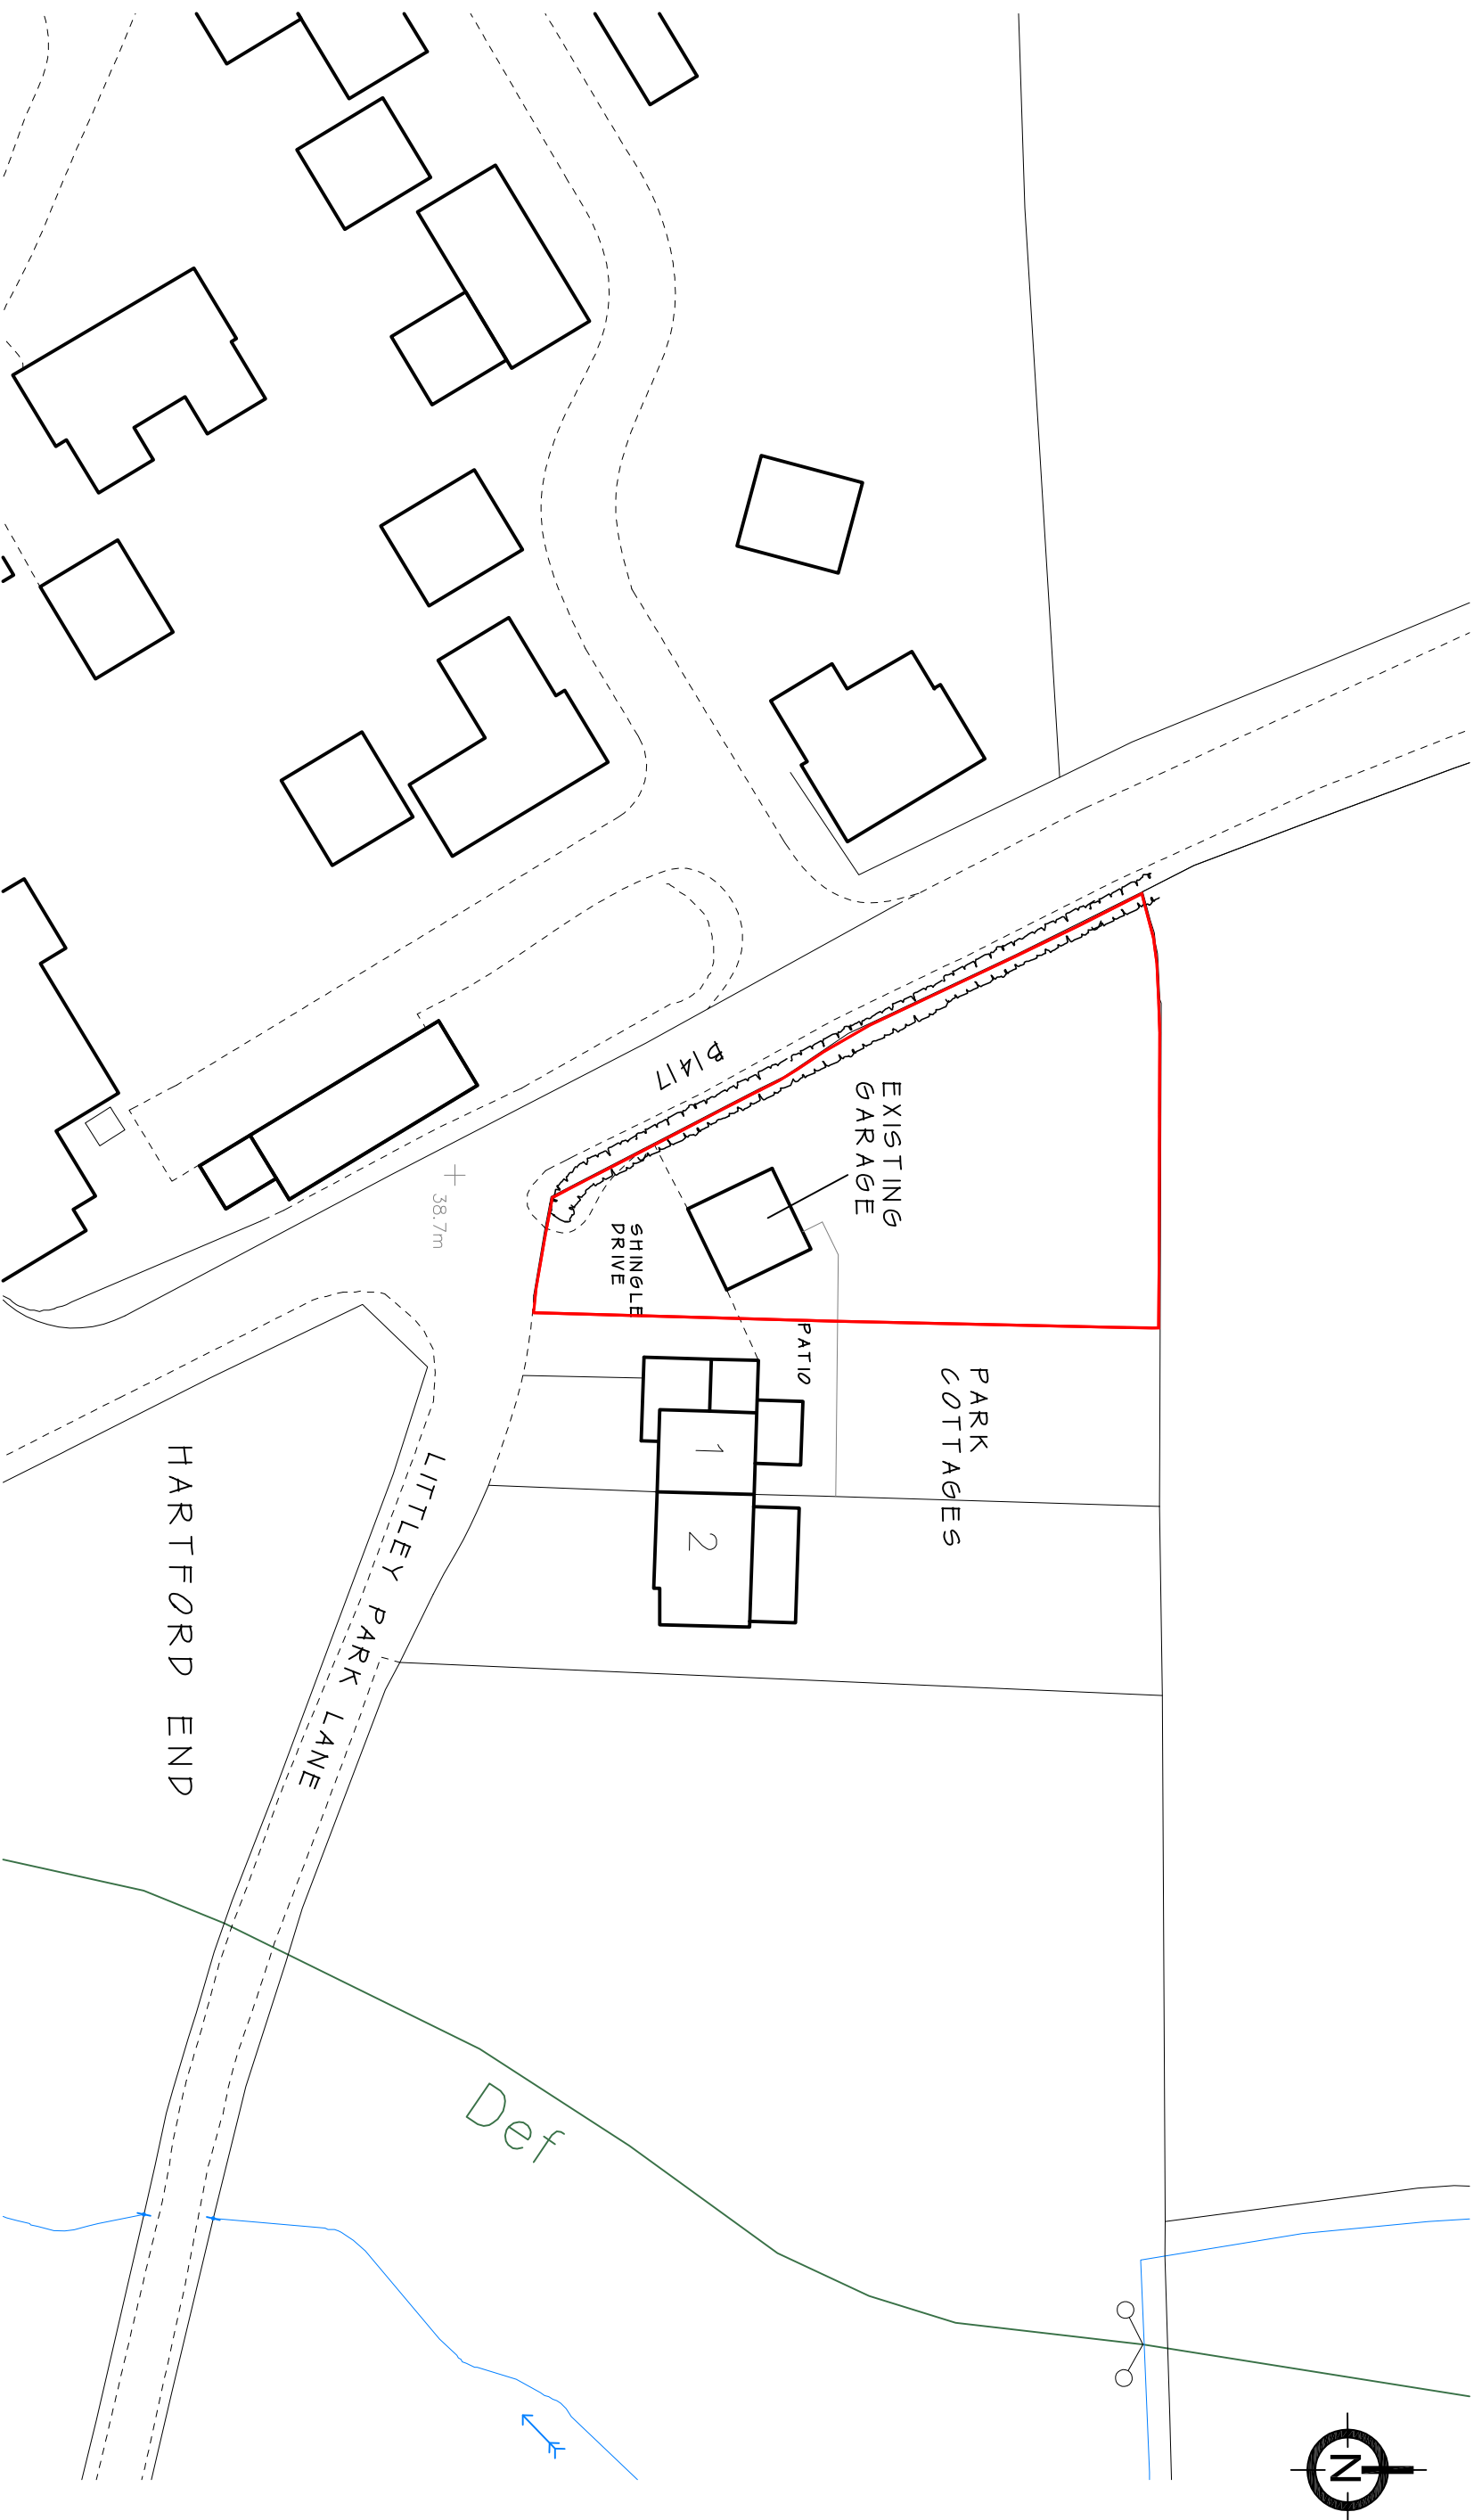 B1417
EXISTING
GARAGE
38.7m
SHINGLE
DRIVE
PATIO
PARK
COTTAGES
1
2
LITTLEY PARK LANE
HARTFORD END
Def
N